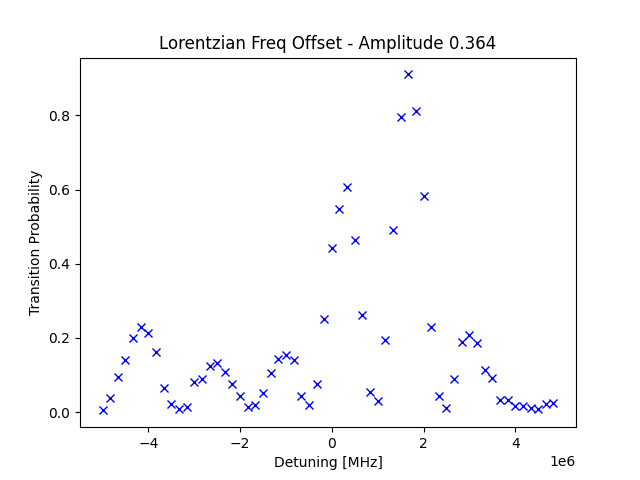 Lorentzian Freq Offset - Amplitude 0.364
Transition Probability
0.8
0.6
0.4
0.2
0.0
−4
−2
0
2
4
1e6
Detuning [MHz]